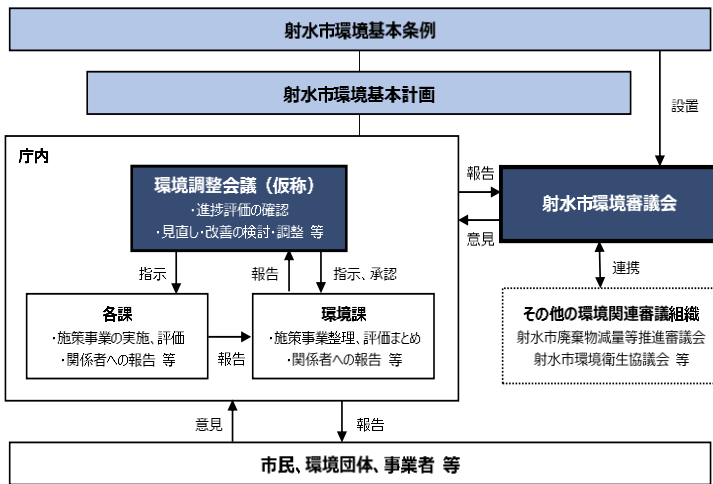 射水市環境基本条例
射水市環境基本計画
設置
庁内
環境調整会議（仮称）
・進捗評価の確認
・見直し・改善の検討・調整 等
報告
意見
射水市環境審議会
指示
報告
指示、承認
連携
各課
・施策事業の実施、評価
・関係者への報告 等
報告
環境課
・施策事業整理、評価まとめ
・関係者への報告 等
その他の環境関連審議組織
射水市廃棄物減量等推進審議会
射水市環境衛生協議会 等
意見
報告
市民、環境団体、事業者 等